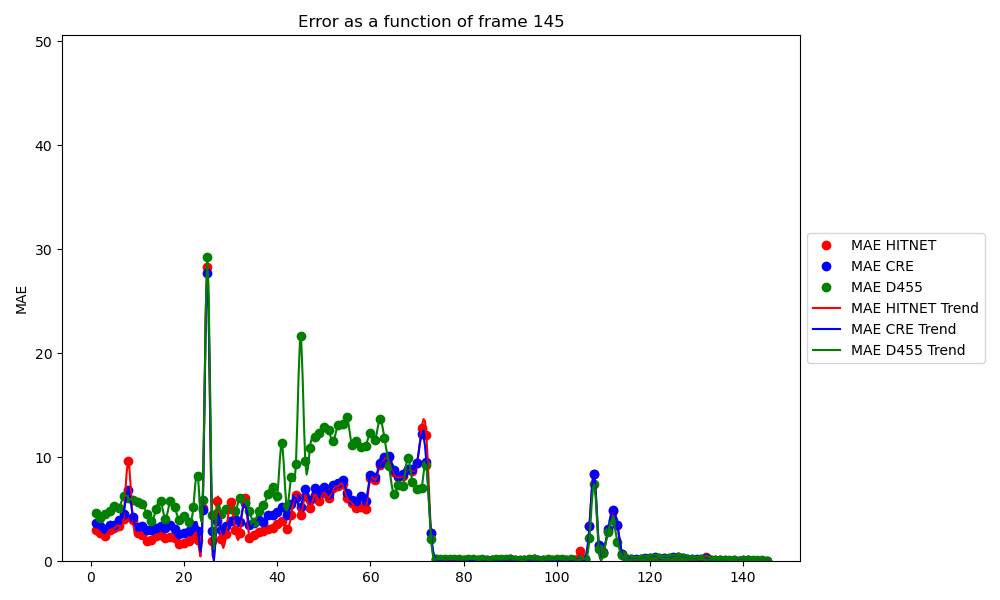 Error as a function of frame 145
50
40
30
20
10
0
MAE
0 20 40 60 80 100 120 140
MAE HITNET
MAE CRE
MAE D455
MAE HITNET Trend
MAE CRE Trend
MAE D455 Trend